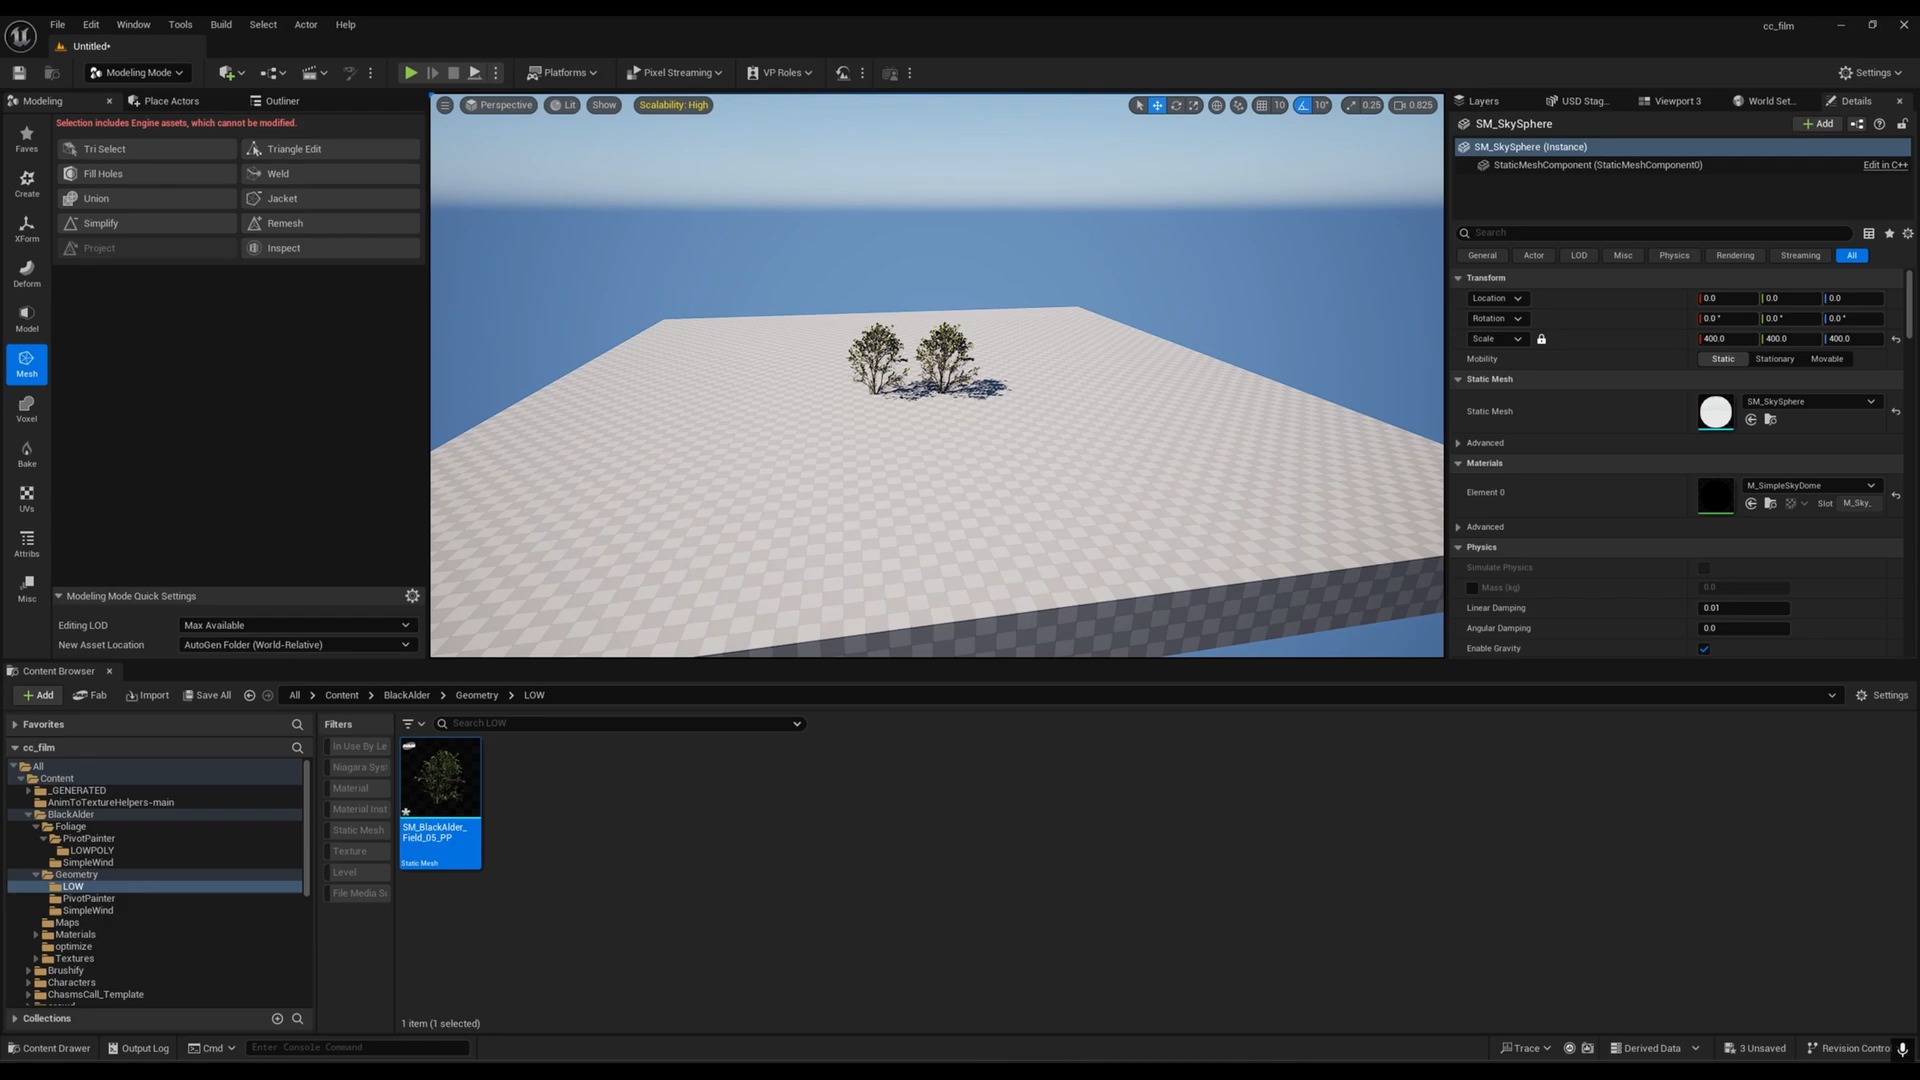 File Edit Window Tools Build Select Actor Help
cc_film
Untitled*
Modeling Mode
Platforms
Pixel Streaming
VP Roles
Settings
Modeling
Place Actors
Outliner
Selection includes Engine assets, which cannot be modified.
Faves
Create
XForm
Deform
Model
Mesh
Voxel
Bake
UVs
Attribs
Misc
Tri Select
Triangle Edit
Fill Holes
Weld
Union
Jacket
Simplify
Remesh
Project
Inspect
Modeling Mode Quick Settings
Editing LOD
Max Available
New Asset Location
AutoGen Folder (World-Relative)
Perspective
Lit
Show
Scalability: High
10
10°
0.25
0.825
Layers
USD Stag...
Viewport 3
World Set...
Details
SM_SkySphere
Add
SM_SkySphere (Instance)
StaticMeshComponent (StaticMeshComponent0)
Edit in C++
Search
General
Actor
LOD
Misc
Physics
Rendering
Streaming
All
Transform
Location
0.0
0.0
0.0
Rotation
0.0 °
0.0 °
0.0 °
Scale
400.0
400.0
400.0
Mobility
Static
Stationary
Movable
Static Mesh
Static Mesh
SM_SkySphere
Advanced
Materials
Element 0
M_SimpleSkyDome
Slot
M_Sky_
Advanced
Physics
Simulate Physics
Mass (kg)
0.0
Linear Damping
0.01
Angular Damping
0.0
Enable Gravity
Content Browser
Add
Fab
Import
Save All
All > Content > BlackAlder > Geometry > LOW
Settings
Favorites
cc_film
All
Content
_GENERATED
AnimToTextureHelpers-main
BlackAlder
Foliage
PivotPainter
LOWPOLY
SimpleWind
Geometry
LOW
PivotPainter
SimpleWind
Maps
Materials
optimize
Textures
Brushify
Characters
ChasmsCall_Template
Collections
Filters
In Use By Le
Niagara Sys
Material
Material Inst
Static Mesh
Texture
Level
File Media S
Search LOW
SM_BlackAlder_
Field_05_PP
Static Mesh
1 item (1 selected)
Content Drawer
Output Log
Cmd
Enter Console Command
Trace
Derived Data
3 Unsaved
Revision Contro